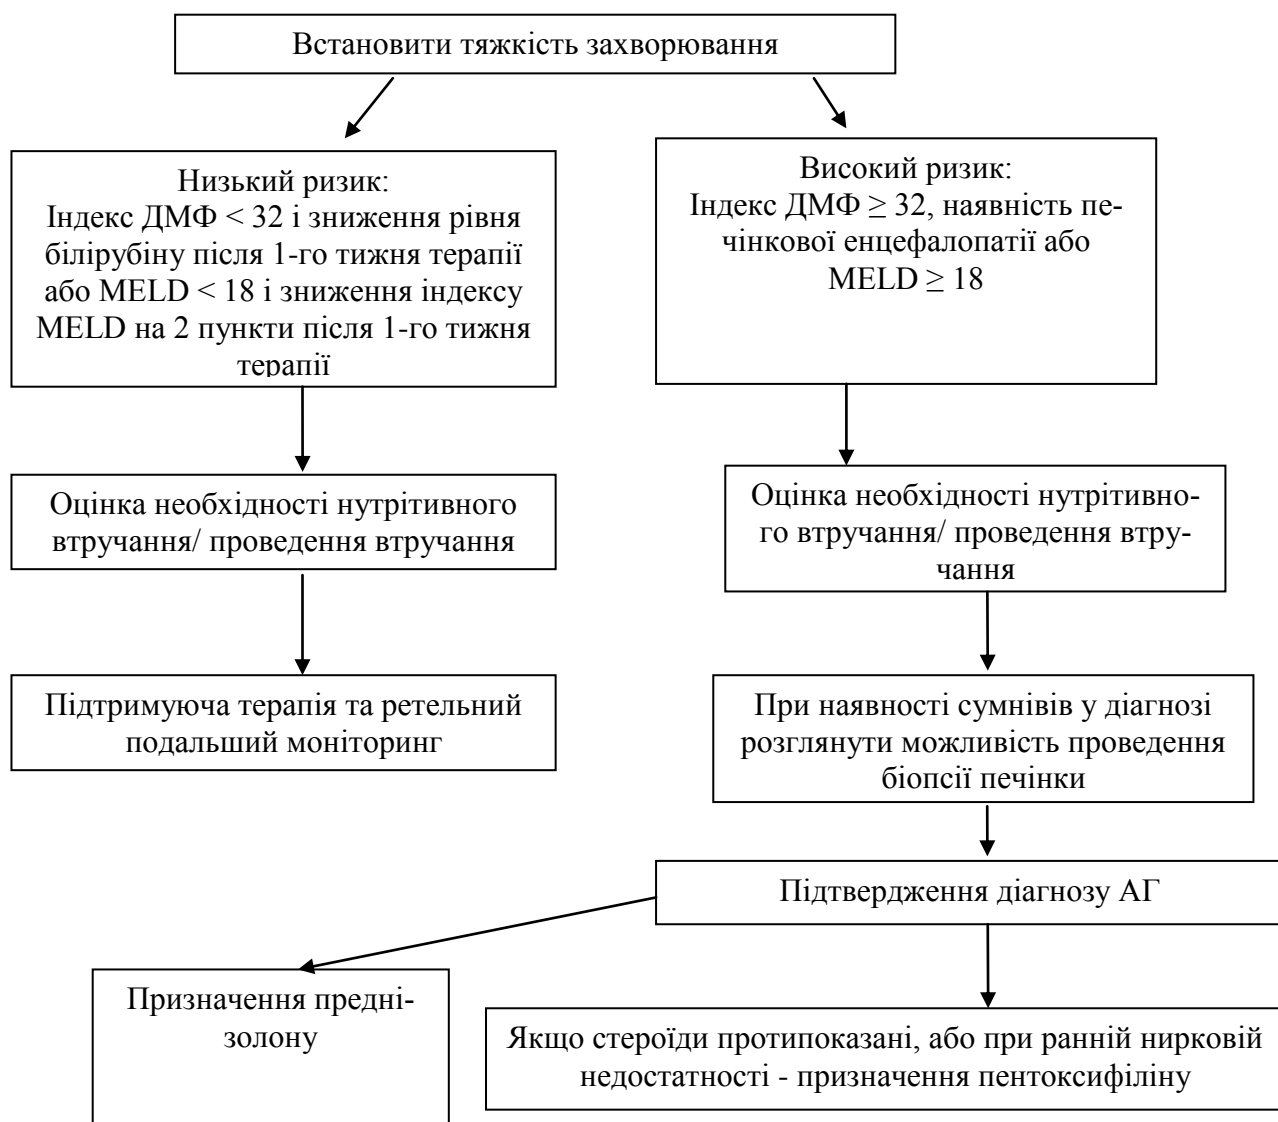 Встановити тяжкість захворювання
Низький ризик:
Індекс ДМФ < 32 і зниження рівня
білірубіну після 1-го тижня терапії
або MELD < 18 і зниження індексу
MELD на 2 пункти після 1-го тижня
терапії
Високий ризик:
Індекс ДМФ ≥ 32, наявність пе-
чінкової енцефалопатії або
MELD ≥ 18
Оцінка необхідності нутрітивного
втручання/ проведення втручання
Оцінка необхідності нутрітивно-
го втручання/ проведення втру-
чання
Підтримуюча терапія та ретельний
подальший моніторинг
При наявності сумнівів у діагнозі
розглянути можливість проведення
біопсії печінки
Підтвердження діагнозу АГ
Призначення предні-
золону
Якщо стероїди протипоказані, або при ранній нирковій
недостатності - призначення пентоксифіліну